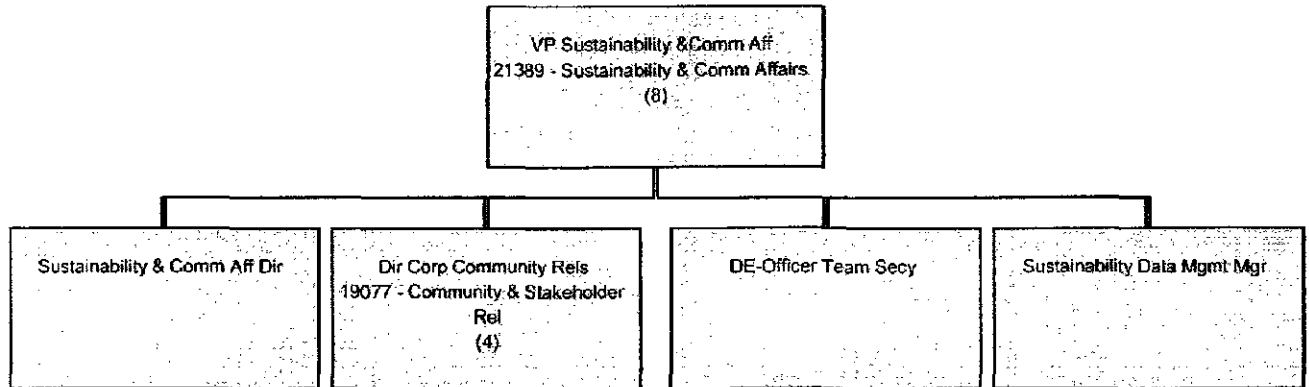 VP Sustainability &Comm Aff
21389 - Sustainability & Comm Affairs
(8)
Sustainability & Comm Aff Dir
Dir Corp Community Rels
19077 - Community & Stakeholder
Rel
(4)
DE-Officer Team Secy
Sustainability Data Mgmt Mgr